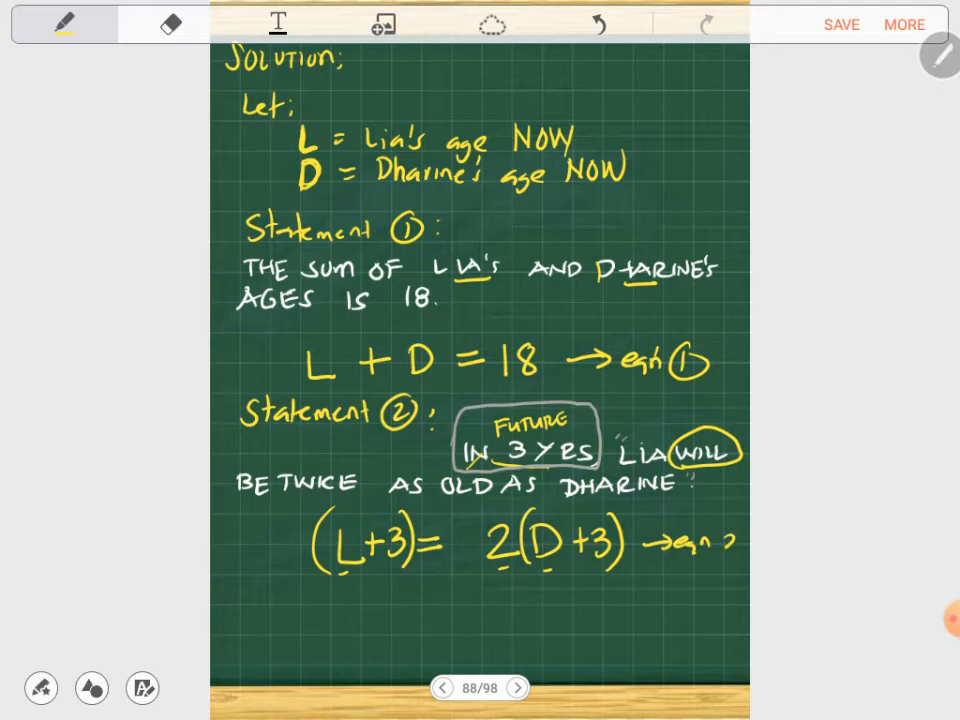 T
SAVE
MORE
SOLUTION;
Let;
L = Lia's age NOW
D = Dharine's age NOW
Statement ① :
THE SUM OF LIA'S AND DHARINE'S
AGES IS 18.
L + D = 18 → eqn ①
Statement ② :
FUTURE
IN 3 YRS "LIA WILL
BE TWICE AS OLD AS DHARINE"
(L+3) = 2(D+3) → eqn 2
88/98